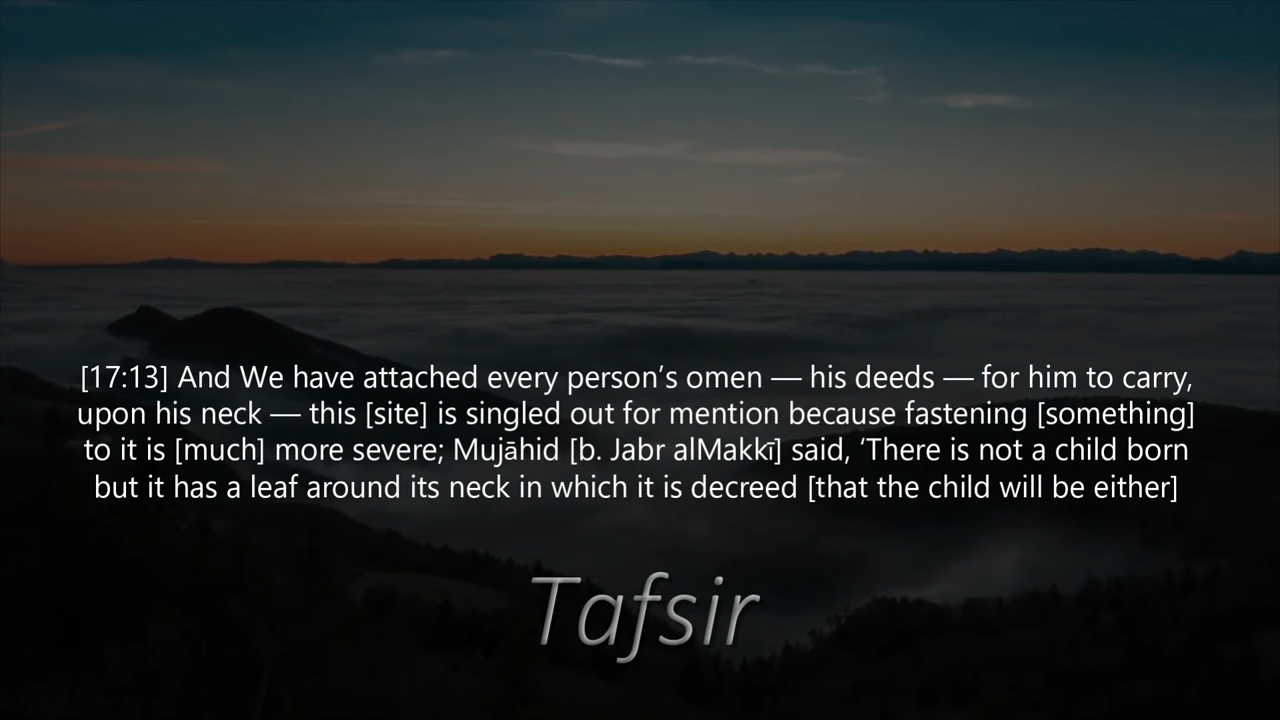 [17:13] And We have attached every person’s omen — his deeds — for him to carry,
upon his neck — this [site] is singled out for mention because fastening [something]
to it is [much] more severe; Mujāhid [b. Jabr alMakkī] said, ‘There is not a child born
but it has a leaf around its neck in which it is decreed [that the child will be either]
Tafsir